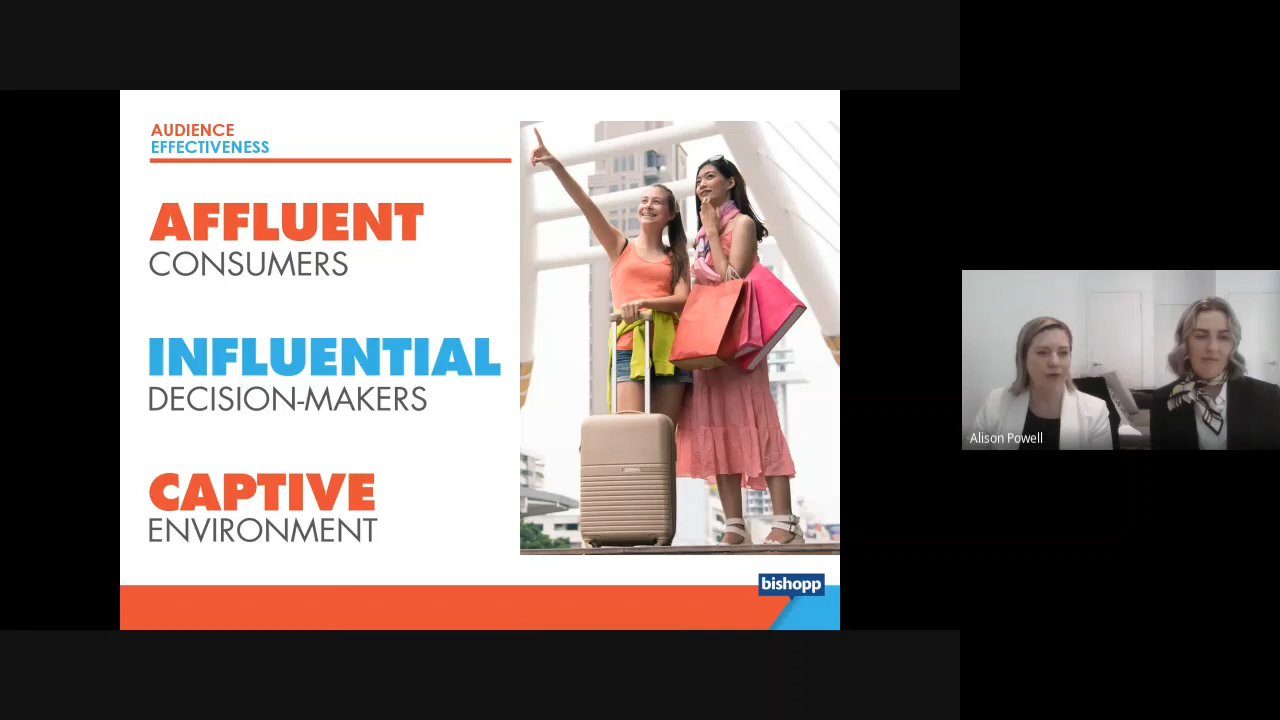 AUDIENCE
EFFECTIVENESS
AFFLUENT
CONSUMERS
INFLUENTIAL
DECISION-MAKERS
CAPTIVE
ENVIRONMENT
bishopp
Alison Powell